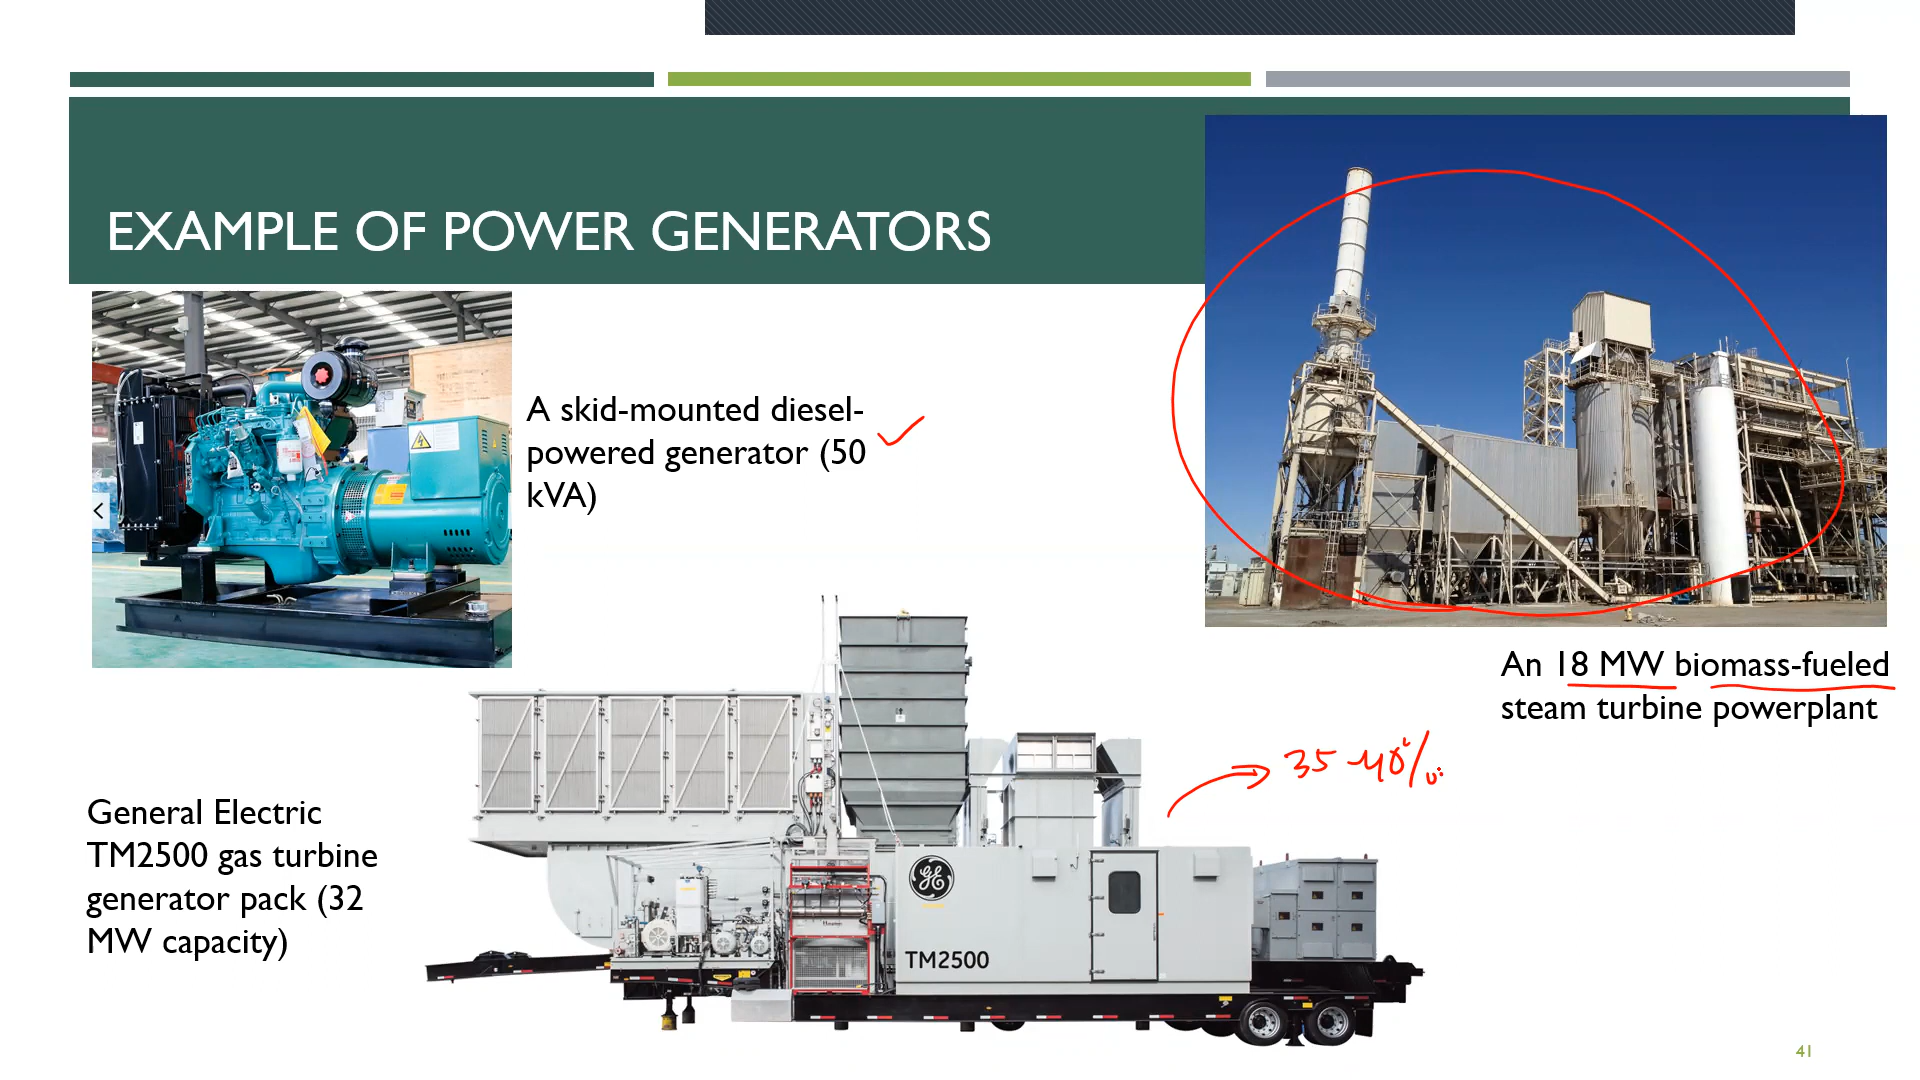 EXAMPLE OF POWER GENERATORS
A skid-mounted diesel-
powered generator (50
kVA)
An 18 MW biomass-fueled
steam turbine powerplant
35-40%
General Electric
TM2500 gas turbine
generator pack (32
MW capacity)
GE
TM2500
41